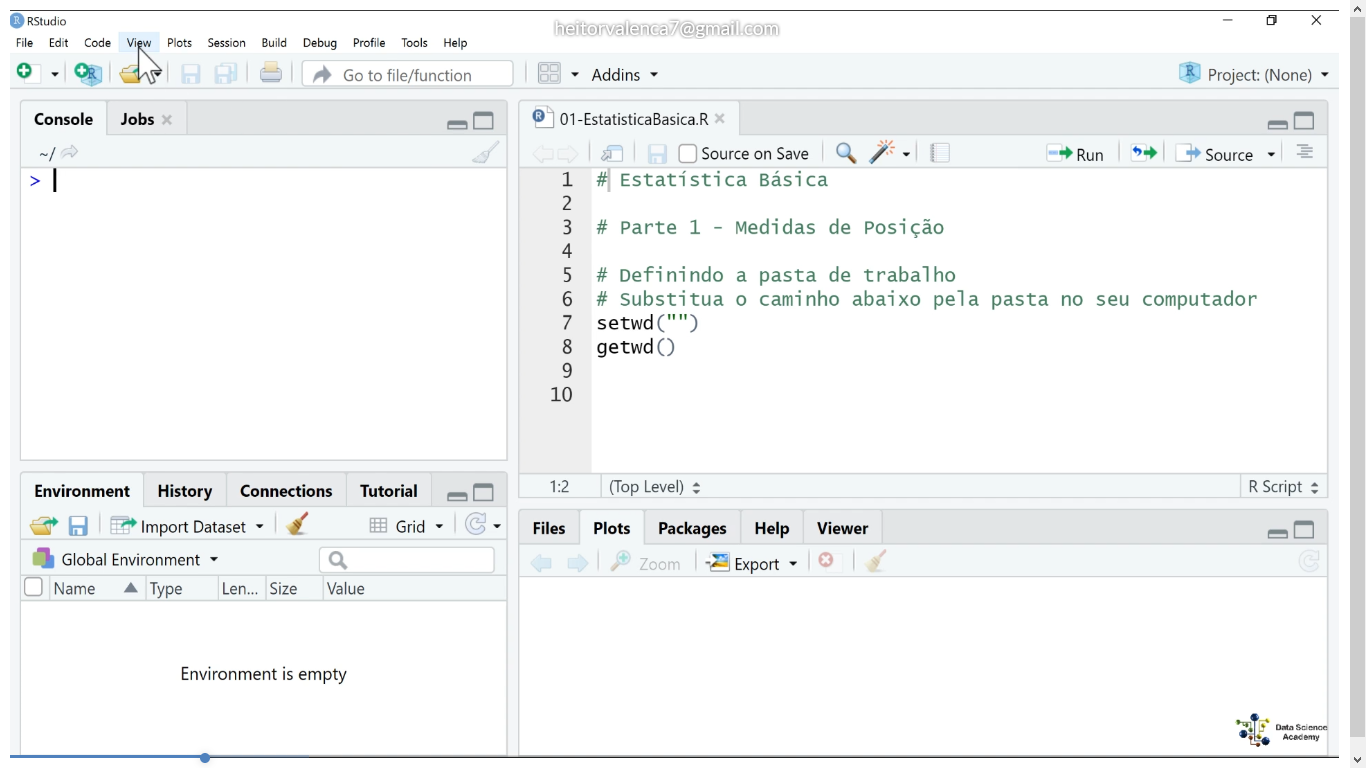 RStudio
heitorvalenca7@gmail.com
File Edit Code View Plots Session Build Debug Profile Tools Help
Go to file/function Addins Project: (None)
Console Jobs
~/
>
Environment History Connections Tutorial
Import Dataset Grid
Global Environment
Name Type Len... Size Value
Environment is empty
01-EstatisticaBasica.R
Source on Save Run Source
1 # Estatística Básica
2
3 # Parte 1 - Medidas de Posição
4
5 # Definindo a pasta de trabalho
6 # Substitua o caminho abaixo pela pasta no seu computador
7 setwd("")
8 getwd()
9
10
1:2 (Top Level) R Script
Files Plots Packages Help Viewer
Zoom Export
Data Science
Academy